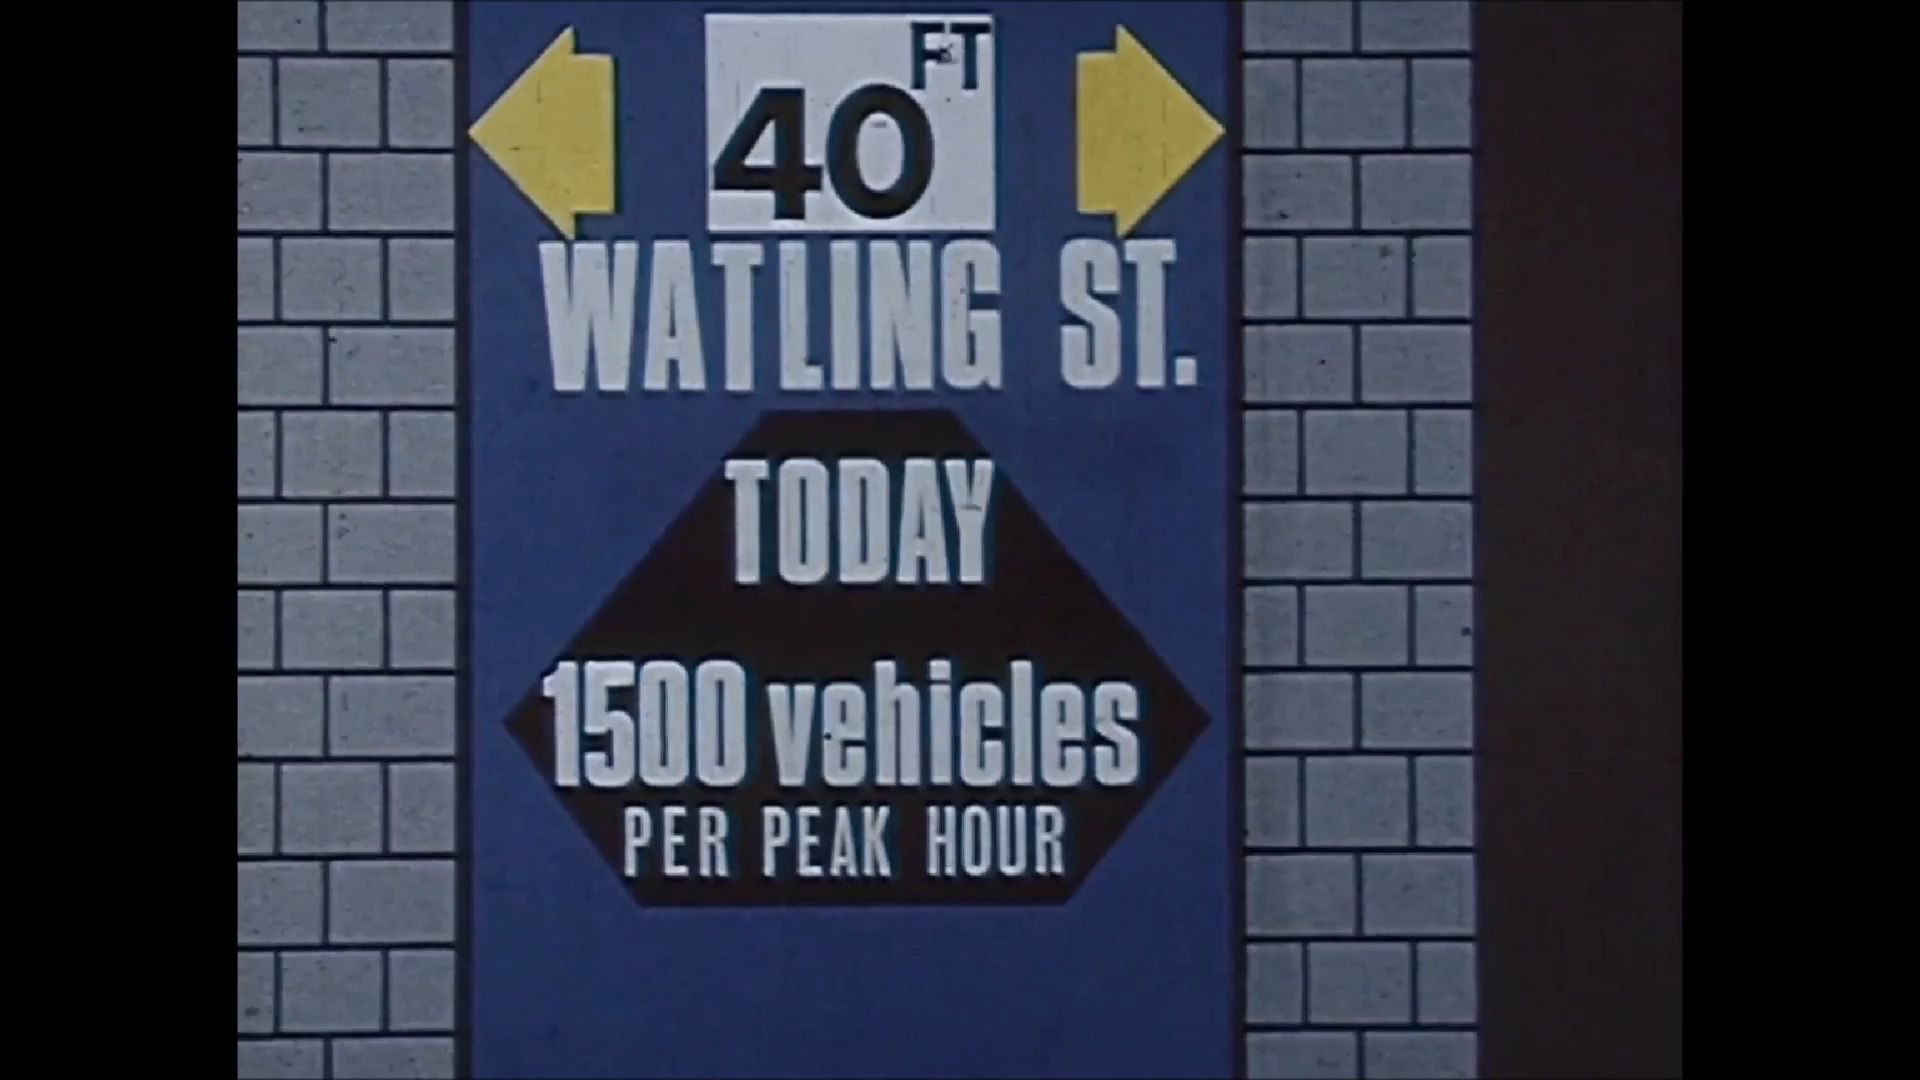 40 FT
WATLING ST.
TODAY
1500 vehicles
PER PEAK HOUR